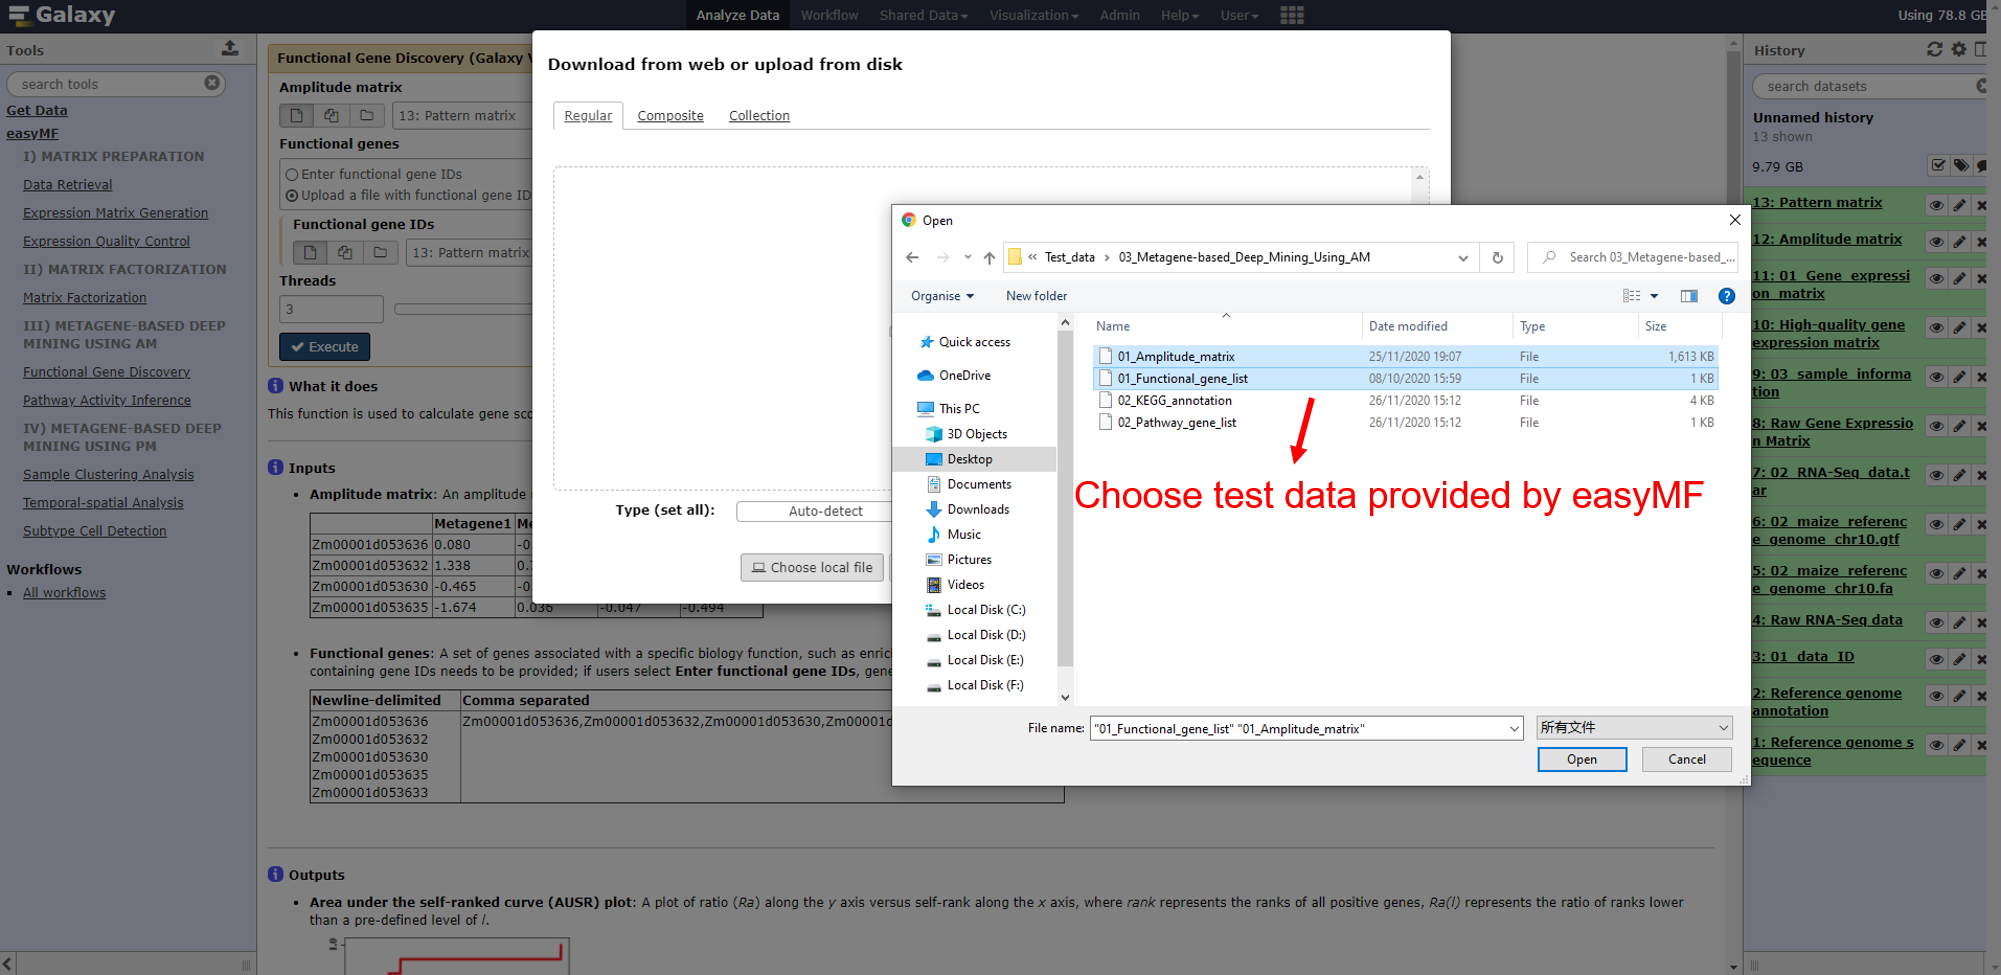 Galaxy
Analyze Data
Workflow
Shared Data
Visualization
Admin
Help
User
Using 78.8 GB
Tools
search tools
Get Data
easyMF
I) MATRIX PREPARATION
Data Retrieval
Expression Matrix Generation
Expression Quality Control
II) MATRIX FACTORIZATION
Matrix Factorization
III) METAGENE-BASED DEEP
MINING USING AM
Functional Gene Discovery
Pathway Activity Inference
IV) METAGENE-BASED DEEP
MINING USING PM
Sample Clustering Analysis
Temporal-spatial Analysis
Subtype Cell Detection
Workflows
All workflows
Functional Gene Discovery (Galaxy V
Amplitude matrix
13: Pattern matrix
Functional genes
Enter functional gene IDs
Upload a file with functional gene ID
Functional gene IDs
13: Pattern matrix
Threads
3
Execute
What it does
This function is used to calculate gene sco
Inputs
Amplitude matrix: An amplitude
Metagene1 Me
Zm00001d053636 0.080 -0
Zm00001d053632 1.338 0.
Zm00001d053630 -0.465 -0
Zm00001d053635 -1.674 0.036 -0.047 -0.494
Functional genes: A set of genes associated with a specific biology function, such as enric
containing gene IDs needs to be provided; if users select Enter functional gene IDs, gene
Newline-delimited Comma separated
Zm00001d053636 Zm00001d053636,Zm00001d053632,Zm00001d053630,Zm00001d
Zm00001d053632
Zm00001d053630
Zm00001d053635
Zm00001d053633
Outputs
Area under the self-ranked curve (AUSR) plot: A plot of ratio (Ra) along the y axis versus self-rank along the x axis, where rank represents the ranks of all positive genes, Ra(l) represents the ratio of ranks lower
than a pre-defined level of l.
1.0
Download from web or upload from disk
Regular
Composite
Collection
Type (set all):
Auto-detect
Choose local file
Open
Test_data › 03_Metagene-based_Deep_Mining_Using_AM
Search 03_Metagene-based_...
Organise
New folder
Quick access
OneDrive
This PC
3D Objects
Desktop
Documents
Downloads
Music
Pictures
Videos
Local Disk (C:)
Local Disk (D:)
Local Disk (E:)
Local Disk (F:)
Name Date modified Type Size
01_Amplitude_matrix 25/11/2020 19:07 File 1,613 KB
01_Functional_gene_list 08/10/2020 15:59 File 1 KB
02_KEGG_annotation 26/11/2020 15:12 File 4 KB
02_Pathway_gene_list 26/11/2020 15:12 File 1 KB
Choose test data provided by easyMF
File name: "01_Functional_gene_list" "01_Amplitude_matrix"
所有文件
Open
Cancel
History
search datasets
Unnamed history
13 shown
9.79 GB
13: Pattern matrix
12: Amplitude matrix
11: 01_Gene_expressi
on_matrix
10: High-quality gene
expression matrix
9: 03_sample_informa
tion
8: Raw Gene Expressio
n Matrix
7: 02_RNA-Seq_data.t
ar
6: 02_maize_referenc
e_genome_chr10.gtf
5: 02_maize_referenc
e_genome_chr10.fa
4: Raw RNA-Seq data
3: 01_data_ID
2: Reference genome
annotation
1: Reference genome s
equence